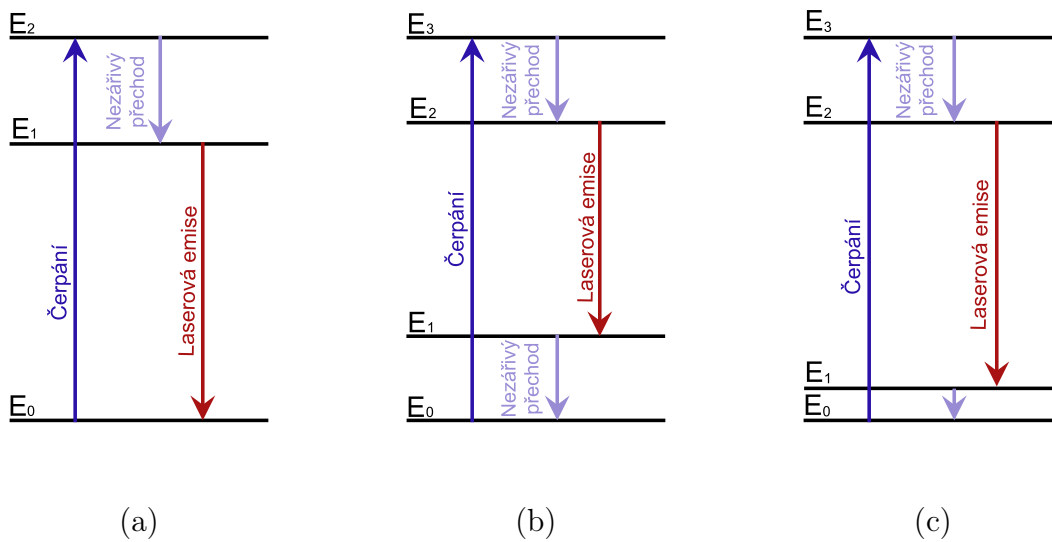 E₂
Nezářivý
přechod
E₁
Čerpání
Laserová emise
E₀
(a)
E₃
Nezářivý
přechod
E₂
Čerpání
Laserová emise
E₁
Nezářivý
přechod
E₀
(b)
E₃
Nezářivý
přechod
E₂
Čerpání
Laserová emise
E₁
E₀
(c)